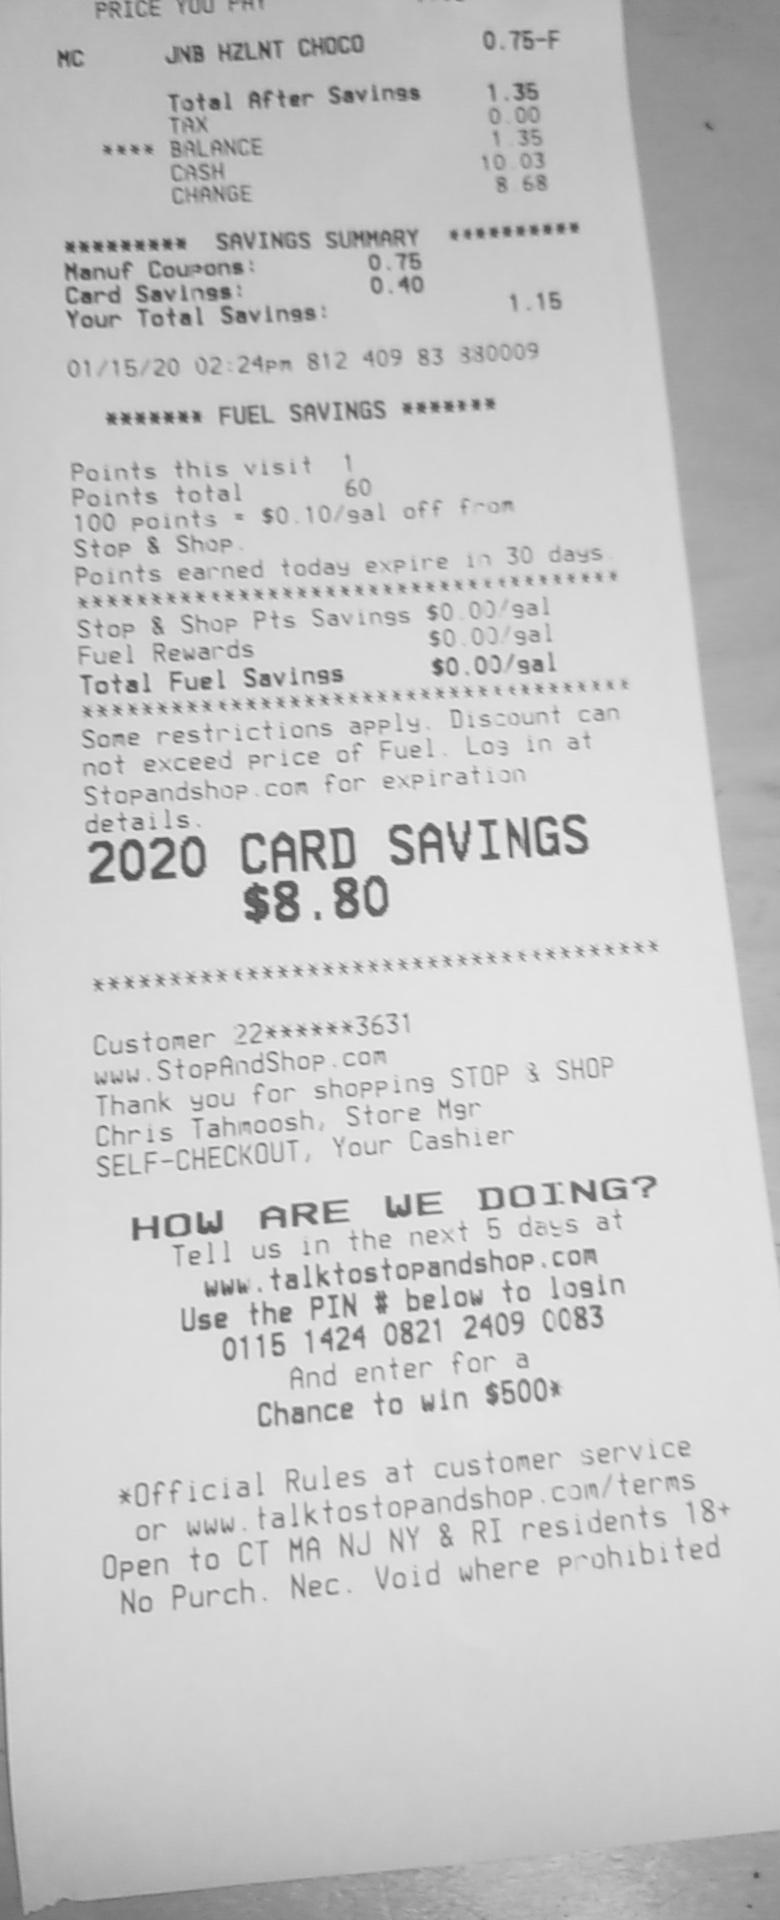 PRICE YOU PAY
MC JNB HZLNT CHOCO 0.75-F
Total After Savings 1.35
TAX 0.00
**** BALANCE 1.35
CASH 10.03
CHANGE 8.68
********* SAVINGS SUMMARY **********
Manuf Coupons: 0.75
Card Savings: 0.40
Your Total Savings: 1.15
01/15/20 02:24pm 812 409 83 880009
******* FUEL SAVINGS *******
Points this visit 1
Points total 60
100 points = $0.10/gal off from
Stop & Shop.
Points earned today expire in 30 days.
**************************************
Stop & Shop Pts Savings $0.00/gal
Fuel Rewards $0.00/gal
Total Fuel Savings $0.00/gal
**************************************
Some restrictions apply. Discount can
not exceed price of Fuel. Log in at
Stopandshop.com for expiration
details.
2020 CARD SAVINGS
$8.80
**************************************
Customer 22******3631
www.StopAndShop.com
Thank you for shopping STOP & SHOP
Chris Tahmoosh, Store Mgr
SELF-CHECKOUT, Your Cashier
HOW ARE WE DOING?
Tell us in the next 5 days at
www.talktostopandshop.com
Use the PIN # below to login
0115 1424 0821 2409 0083
And enter for a
Chance to win $500*
*Official Rules at customer service
or www.talktostopandshop.com/terms
Open to CT MA NJ NY & RI residents 18+
No Purch. Nec. Void where prohibited